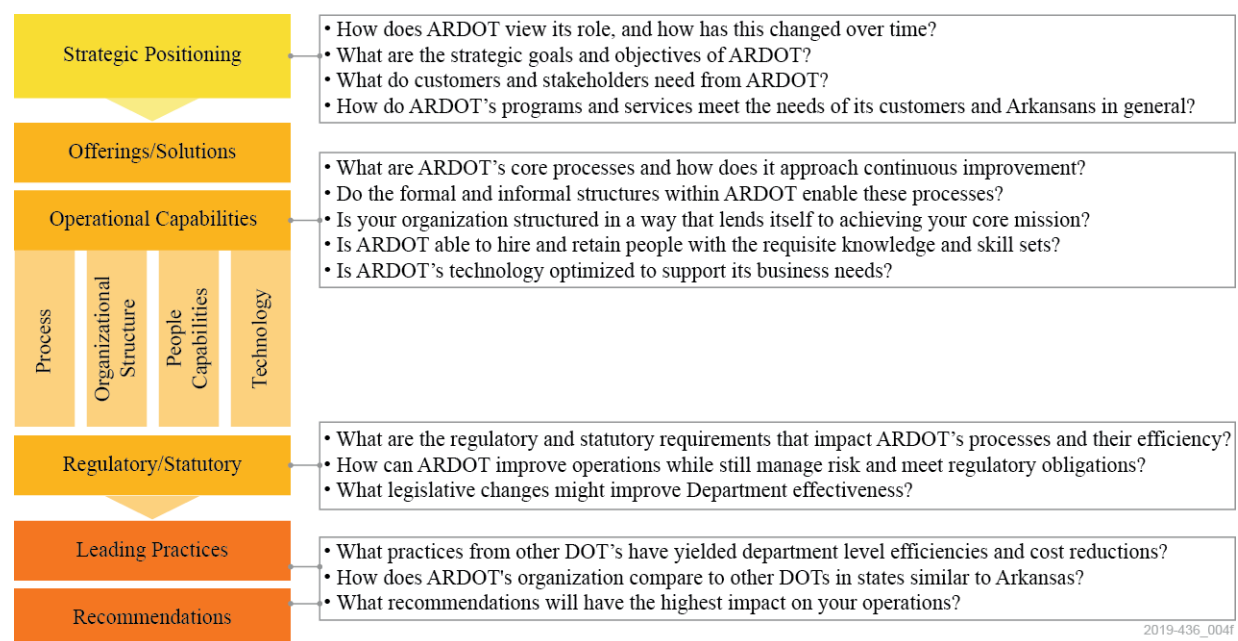 Strategic Positioning
• How does ARDOT view its role, and how has this changed over time?
• What are the strategic goals and objectives of ARDOT?
• What do customers and stakeholders need from ARDOT?
• How do ARDOT’s programs and services meet the needs of its customers and Arkansans in general?
Offerings/Solutions
Operational Capabilities
• What are ARDOT’s core processes and how does it approach continuous improvement?
• Do the formal and informal structures within ARDOT enable these processes?
• Is your organization structured in a way that lends itself to achieving your core mission?
• Is ARDOT able to hire and retain people with the requisite knowledge and skill sets?
• Is ARDOT’s technology optimized to support its business needs?
Process
Organizational
Structure
People
Capabilities
Technology
Regulatory/Statutory
• What are the regulatory and statutory requirements that impact ARDOT’s processes and their efficiency?
• How can ARDOT improve operations while still manage risk and meet regulatory obligations?
• What legislative changes might improve Department effectiveness?
Leading Practices
Recommendations
• What practices from other DOT’s have yielded department level efficiencies and cost reductions?
• How does ARDOT's organization compare to other DOTs in states similar to Arkansas?
• What recommendations will have the highest impact on your operations?
2019-436_004f